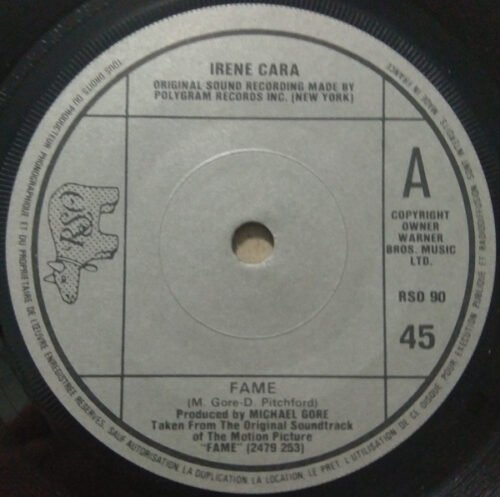 IRENE CARA
ORIGINAL SOUND RECORDING MADE BY
POLYGRAM RECORDS INC. (NEW YORK)
RSO
A
COPYRIGHT
OWNER
WARNER
BROS. MUSIC
LTD.
RSO 90
45
FAME
(M. Gore-D. Pitchford)
Produced by MICHAEL GORE
Taken From The Original Soundtrack
of The Motion Picture
"FAME" (2479 253)
TOUS DROITS DU PRODUCTEUR PHONOGRAPHIQUE ET DU PROPRIETAIRE DE L'ŒUVRE ENREGISTREE RESERVES. SAUF AUTORISATION, LA DUPLICATION, LA LOCATION, LE PRET, L'UTILISATION DE CE DISQUE POUR EXECUTION PUBLIQUE ET RADIODIFFUSION SONT INTERDITS. MADE IN FRANCE